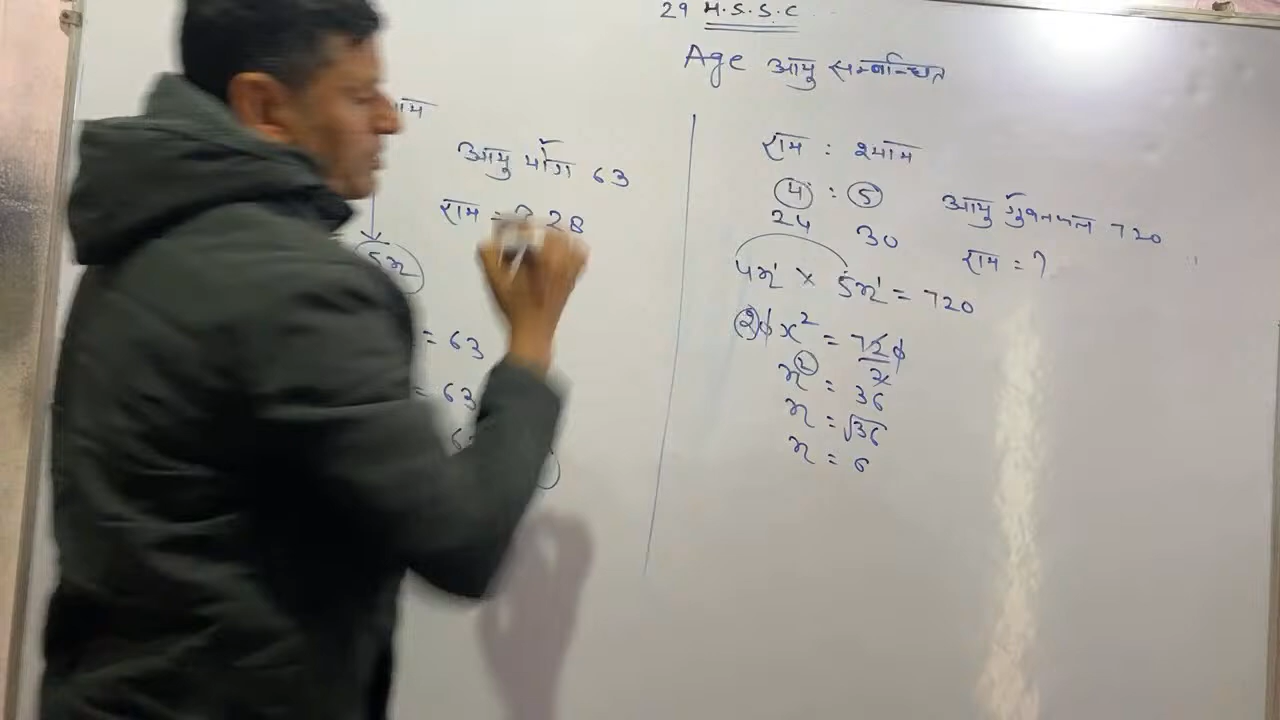 29 H.S.S.C
Age आयु सम्बन्धित
आयु योग 63
राम = ? 28
5x
= 63
= 63
राम : श्याम
4 : 5
24 30
आयु गुणनफल 720
राम = ?
4x × 5x = 720
20x² = 720
x² = 36
x = √36
x = 6